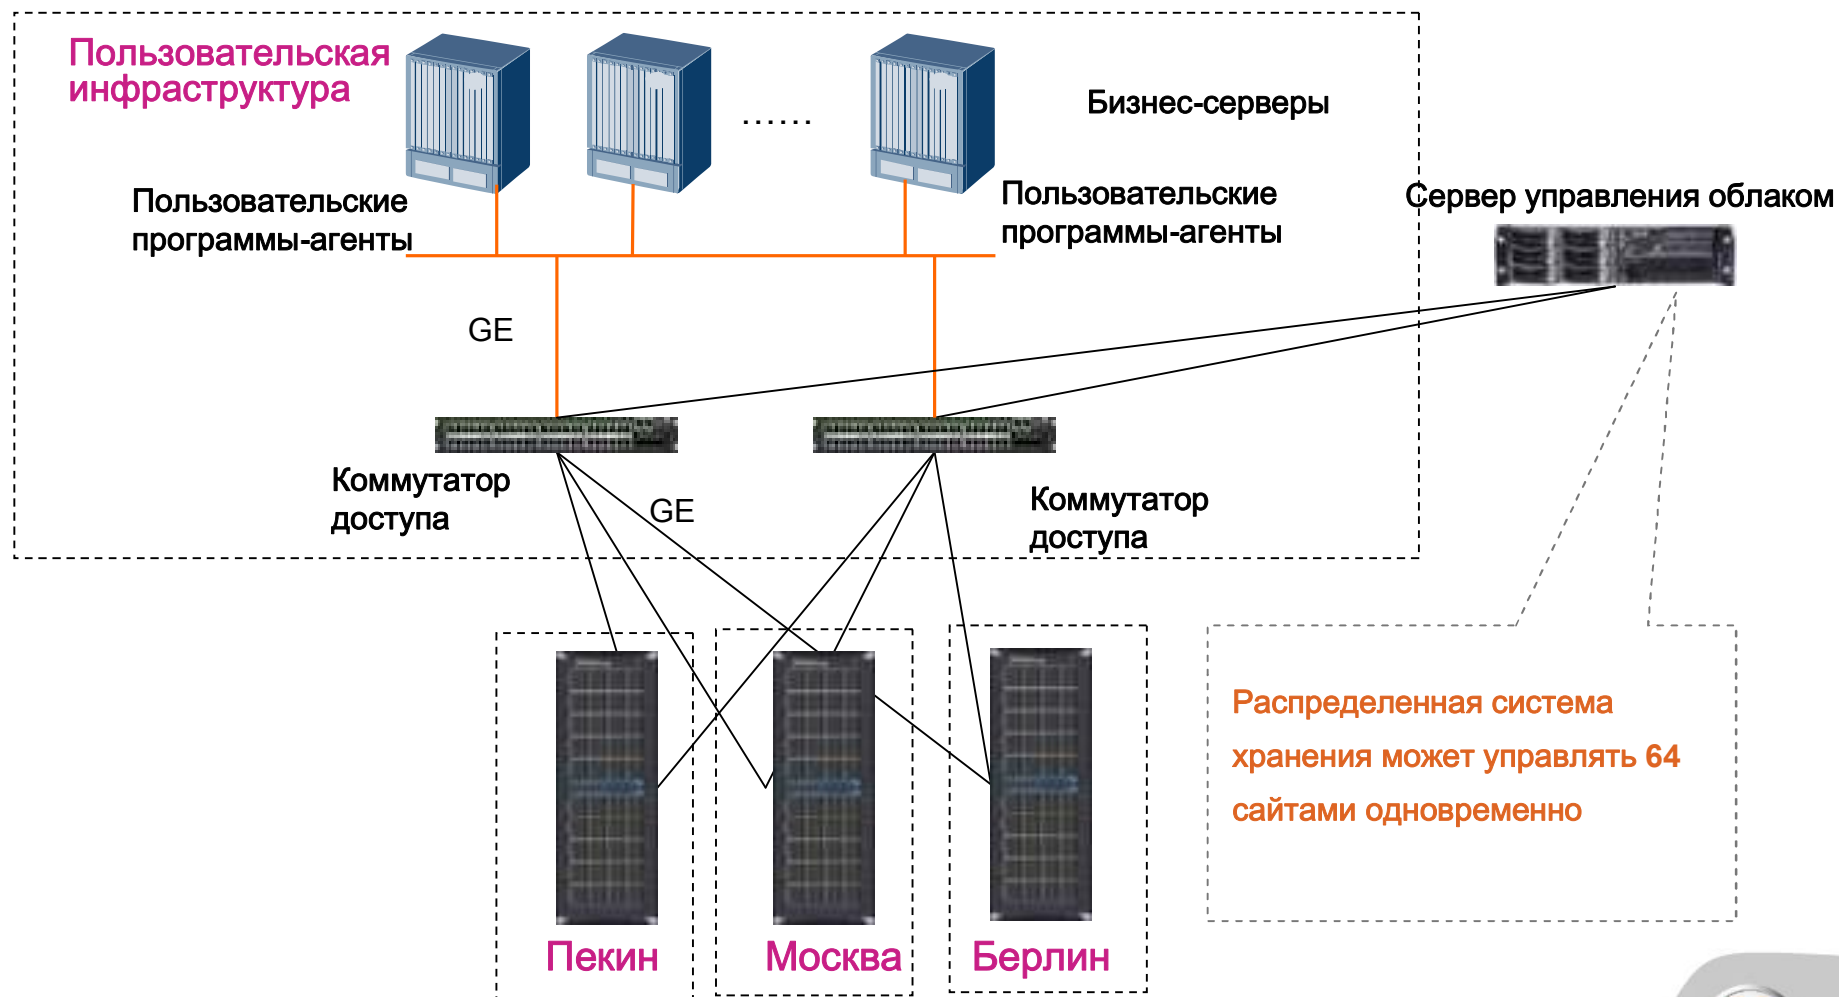 Пользовательская
инфраструктура
......
Бизнес-серверы
Пользовательские
программы-агенты
Пользовательские
программы-агенты
Сервер управления облаком
GE
Коммутатор
доступа
GE
Коммутатор
доступа
Распределенная система
хранения может управлять 64
сайтами одновременно
Пекин
Москва
Берлин